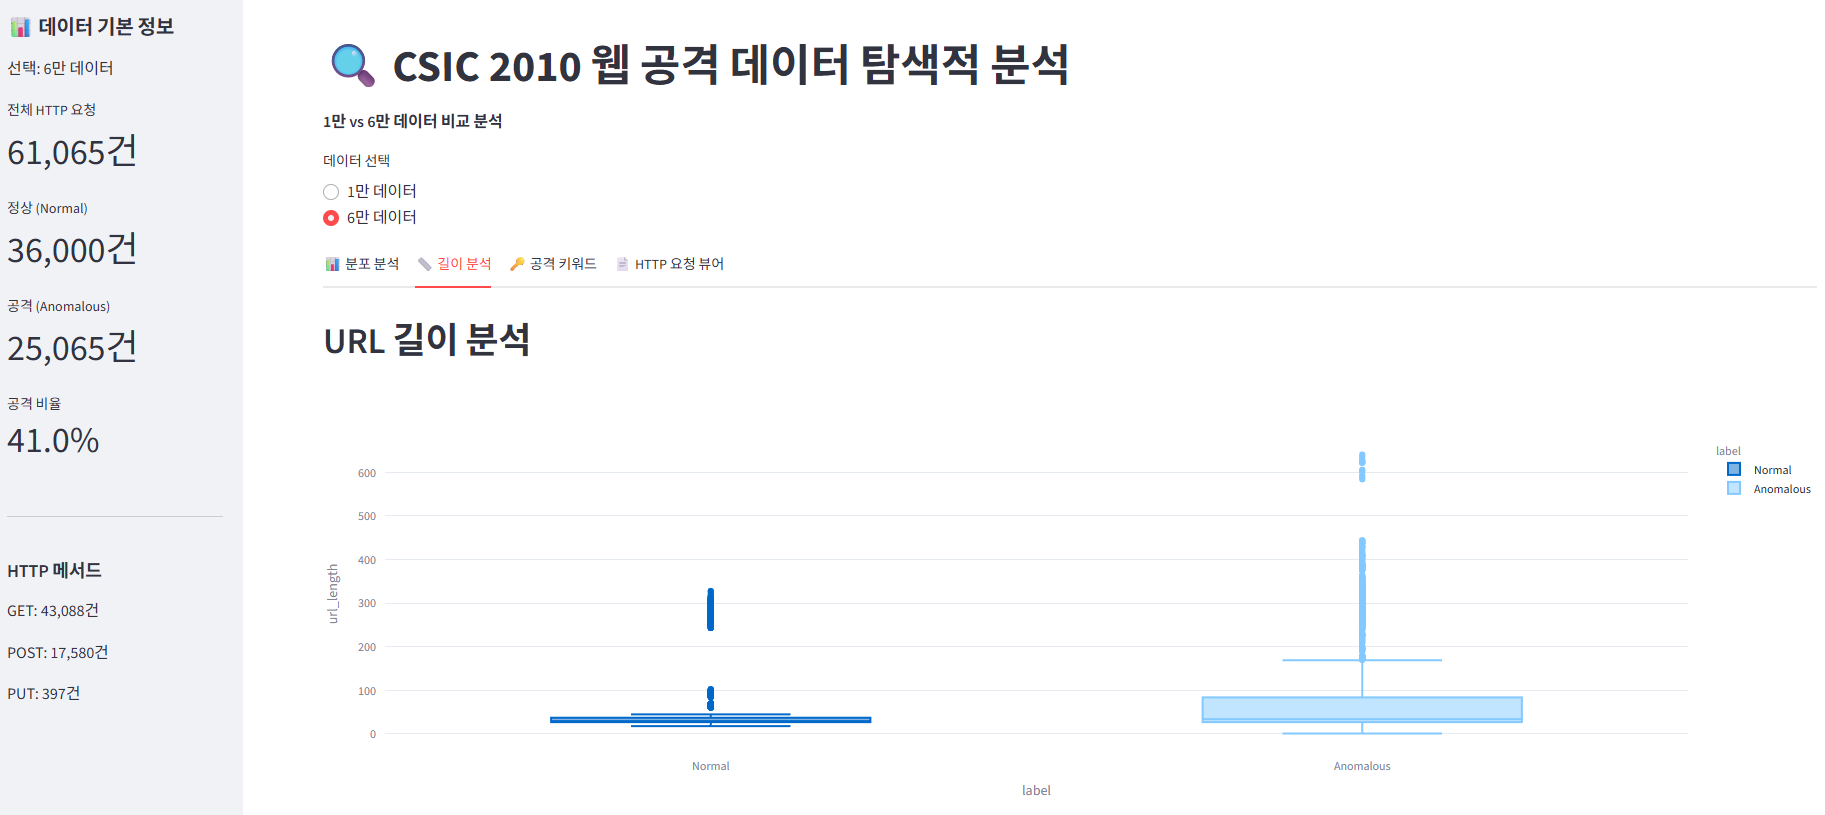 데이터 기본 정보
선택: 6만 데이터
전체 HTTP 요청
61,065건
정상 (Normal)
36,000건
공격 (Anomalous)
25,065건
공격 비율
41.0%
HTTP 메서드
GET: 43,088건
POST: 17,580건
PUT: 397건
CSIC 2010 웹 공격 데이터 탐색적 분석
1만 vs 6만 데이터 비교 분석
데이터 선택
1만 데이터
6만 데이터
분포 분석 길이 분석 공격 키워드 HTTP 요청 뷰어
URL 길이 분석
label
Normal
Anomalous
600
500
400
300
200
100
0
url_length
Normal Anomalous
label